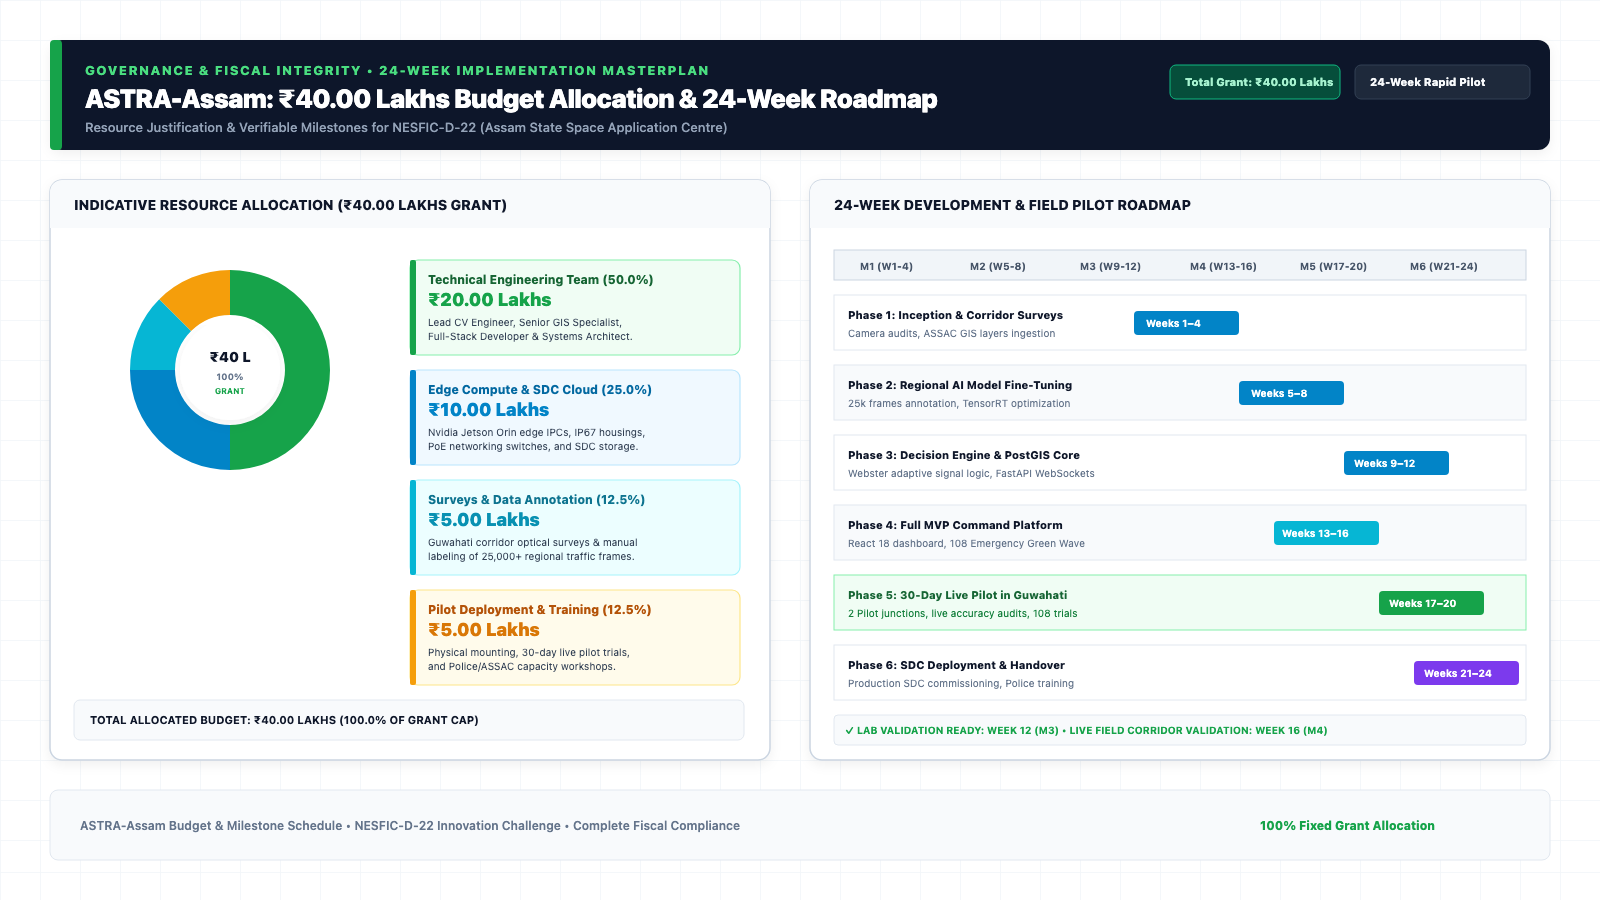 GOVERNANCE & FISCAL INTEGRITY • 24-WEEK IMPLEMENTATION MASTERPLAN
ASTRA-Assam: ₹40.00 Lakhs Budget Allocation & 24-Week Roadmap
Resource Justification & Verifiable Milestones for NESFIC-D-22 (Assam State Space Application Centre)
Total Grant: ₹40.00 Lakhs
24-Week Rapid Pilot
INDICATIVE RESOURCE ALLOCATION (₹40.00 LAKHS GRANT)
₹40 L
100%
GRANT
Technical Engineering Team (50.0%)
₹20.00 Lakhs
Lead CV Engineer, Senior GIS Specialist,
Full-Stack Developer & Systems Architect.
Edge Compute & SDC Cloud (25.0%)
₹10.00 Lakhs
Nvidia Jetson Orin edge IPCs, IP67 housings,
PoE networking switches, and SDC storage.
Surveys & Data Annotation (12.5%)
₹5.00 Lakhs
Guwahati corridor optical surveys & manual
labeling of 25,000+ regional traffic frames.
Pilot Deployment & Training (12.5%)
₹5.00 Lakhs
Physical mounting, 30-day live pilot trials,
and Police/ASSAC capacity workshops.
TOTAL ALLOCATED BUDGET: ₹40.00 LAKHS (100.0% OF GRANT CAP)
24-WEEK DEVELOPMENT & FIELD PILOT ROADMAP
M1 (W1-4) M2 (W5-8) M3 (W9-12) M4 (W13-16) M5 (W17-20) M6 (W21-24)
Phase 1: Inception & Corridor Surveys
Camera audits, ASSAC GIS layers ingestion
Weeks 1–4
Phase 2: Regional AI Model Fine-Tuning
25k frames annotation, TensorRT optimization
Weeks 5–8
Phase 3: Decision Engine & PostGIS Core
Webster adaptive signal logic, FastAPI WebSockets
Weeks 9–12
Phase 4: Full MVP Command Platform
React 18 dashboard, 108 Emergency Green Wave
Weeks 13–16
Phase 5: 30-Day Live Pilot in Guwahati
2 Pilot junctions, live accuracy audits, 108 trials
Weeks 17–20
Phase 6: SDC Deployment & Handover
Production SDC commissioning, Police training
Weeks 21–24
✓ LAB VALIDATION READY: WEEK 12 (M3) • LIVE FIELD CORRIDOR VALIDATION: WEEK 16 (M4)
ASTRA-Assam Budget & Milestone Schedule • NESFIC-D-22 Innovation Challenge • Complete Fiscal Compliance
100% Fixed Grant Allocation